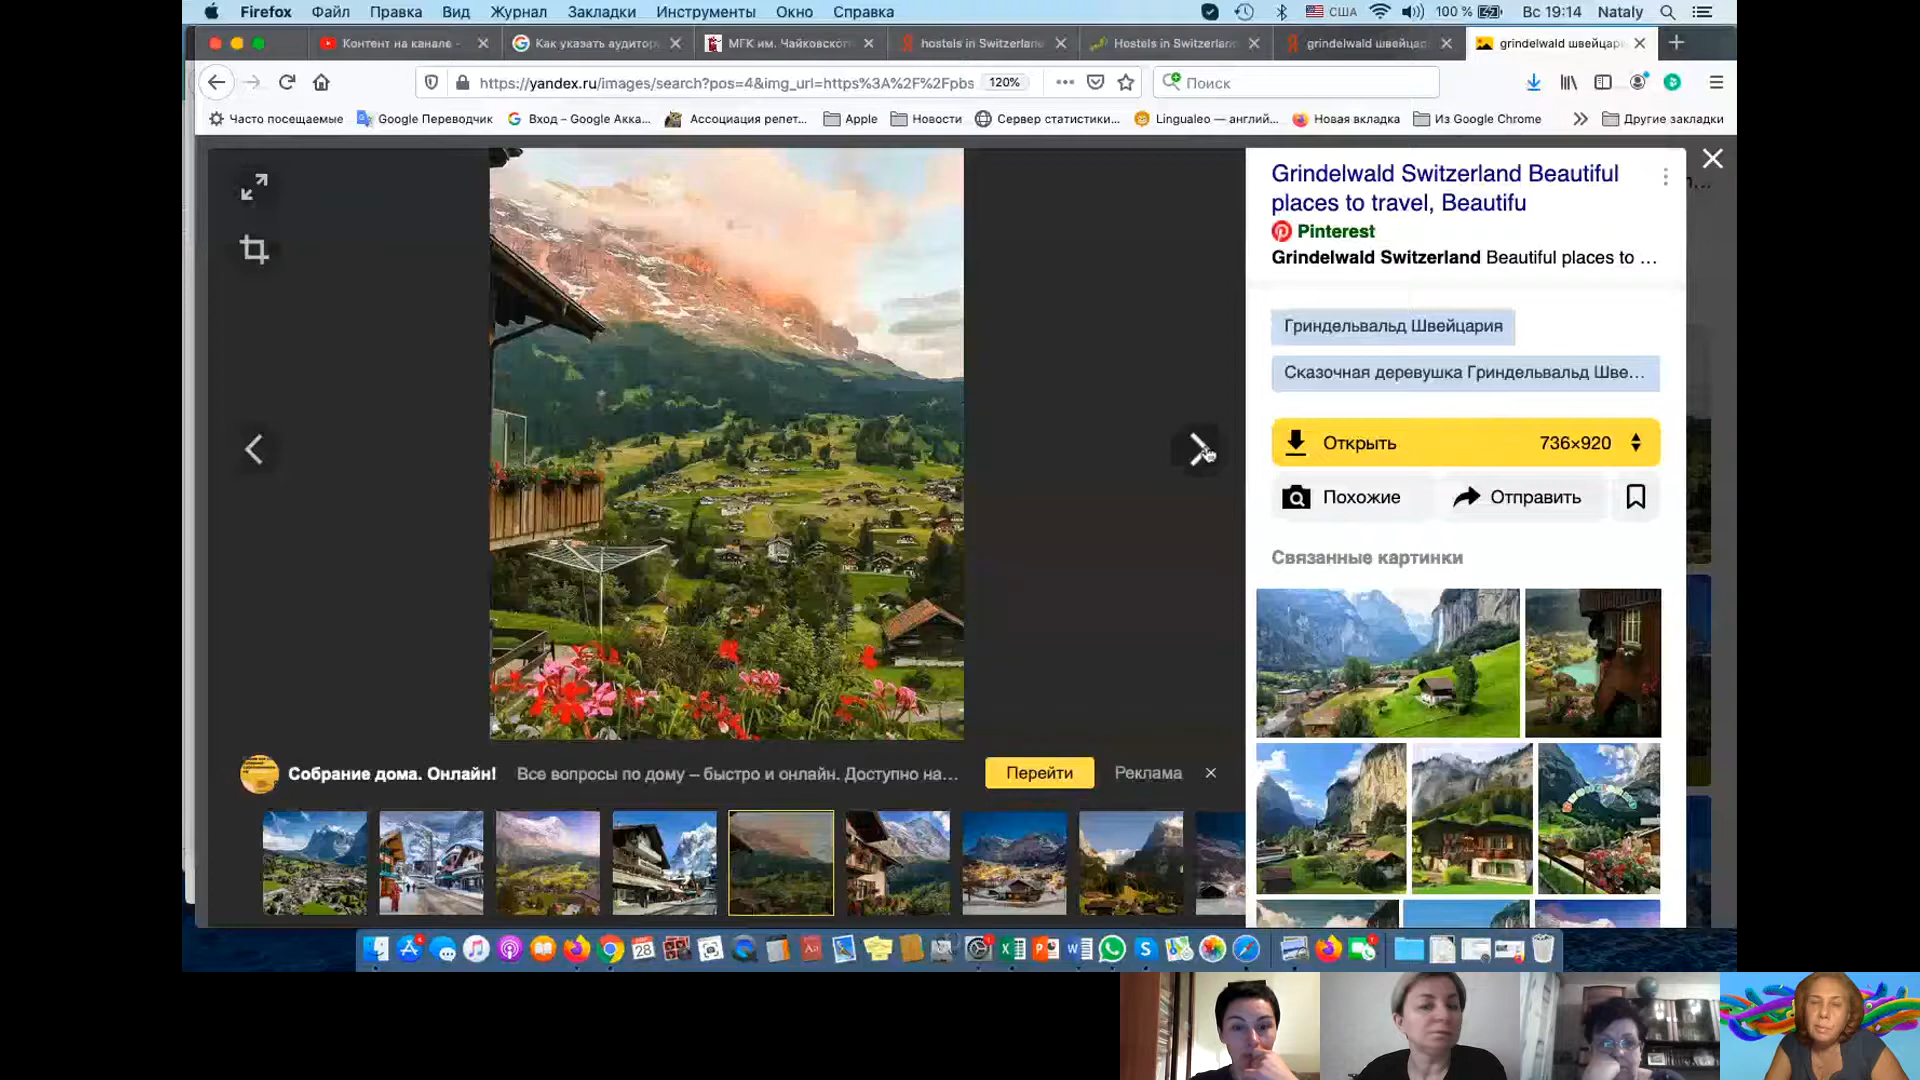 Firefox Файл Правка Вид Журнал Закладки Инструменты Окно Справка США 100 % Вс 19:14 Nataly
Контент на канале - Как указать аудитор МГК им. Чайковского hostels in Switzerlan Hostels in Switzerlan grindelwald швейцар grindelwald швейцар
https://yandex.ru/images/search?pos=4&img_url=https%3A%2F%2Fpbs 120% Поиск
Часто посещаемые Google Переводчик Вход – Google Акка... Ассоциация репет... Apple Новости Сервер статистики... Lingualeo — англий... Новая вкладка Из Google Chrome Другие закладки
Grindelwald Switzerland Beautiful
places to travel, Beautifu
Pinterest
Grindelwald Switzerland Beautiful places to ...
Гриндельвальд Швейцария
Сказочная деревушка Гриндельвальд Шве...
Открыть 736×920
Похожие Отправить
Связанные картинки
Собрание дома. Онлайн! Все вопросы по дому – быстро и онлайн. Доступно на... Перейти Реклама
28